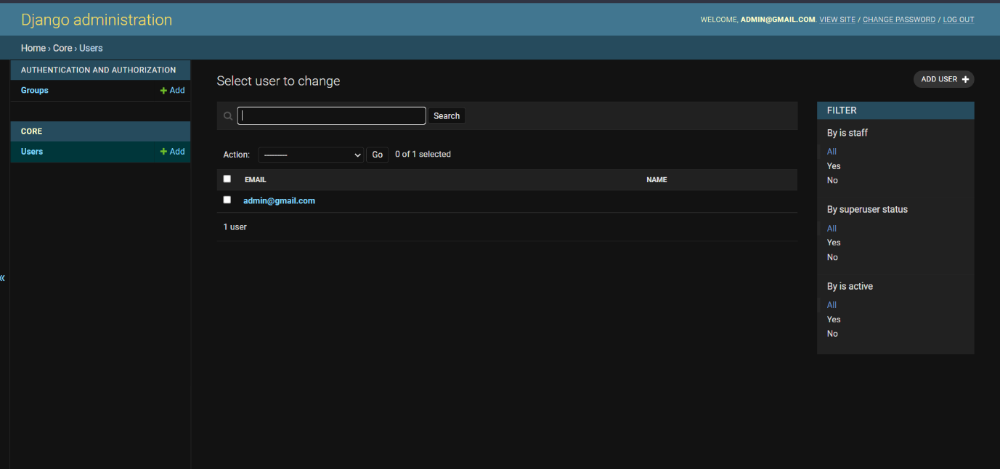 Django administration
WELCOME, ADMIN@GMAIL.COM. VIEW SITE / CHANGE PASSWORD / LOG OUT
Home › Core › Users
AUTHENTICATION AND AUTHORIZATION
Groups + Add
CORE
Users + Add
«
Select user to change
ADD USER +
Search
Action: --------- Go 0 of 1 selected
EMAIL NAME
admin@gmail.com
1 user
FILTER
By is staff
All
Yes
No
By superuser status
All
Yes
No
By is active
All
Yes
No